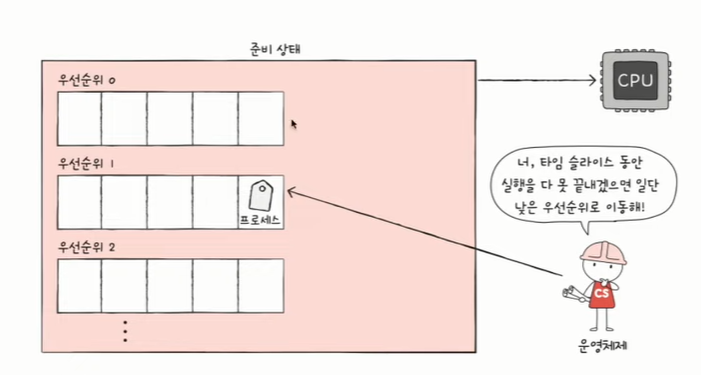 준비 상태
우선순위 0
CPU
우선순위 1
프로세스
우선순위 2
너, 타임 슬라이스 동안
실행을 다 못 끝내겠으면 일단
낮은 우선순위로 이동해!
CS
운영체제